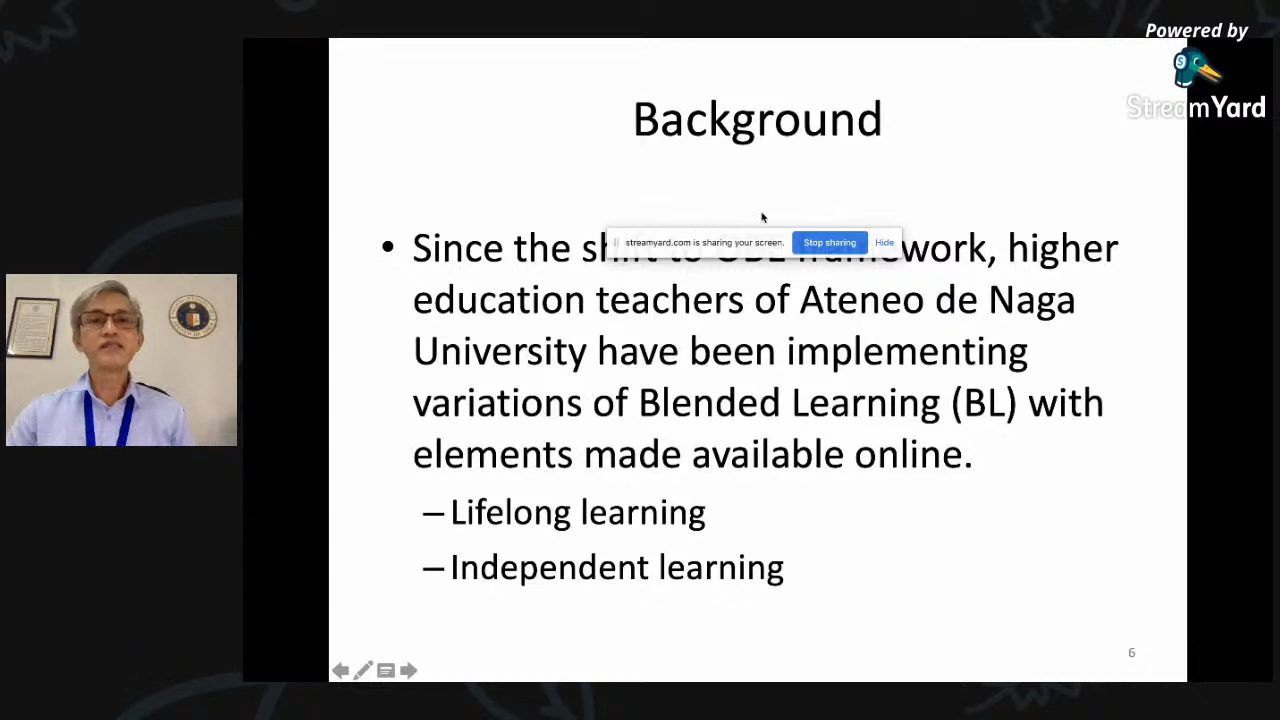 Powered by
StreamYard
Background
streamyard.com is sharing your screen. Stop sharing Hide
• Since the shift to OBE framework, higher
education teachers of Ateneo de Naga
University have been implementing
variations of Blended Learning (BL) with
elements made available online.
– Lifelong learning
– Independent learning
6